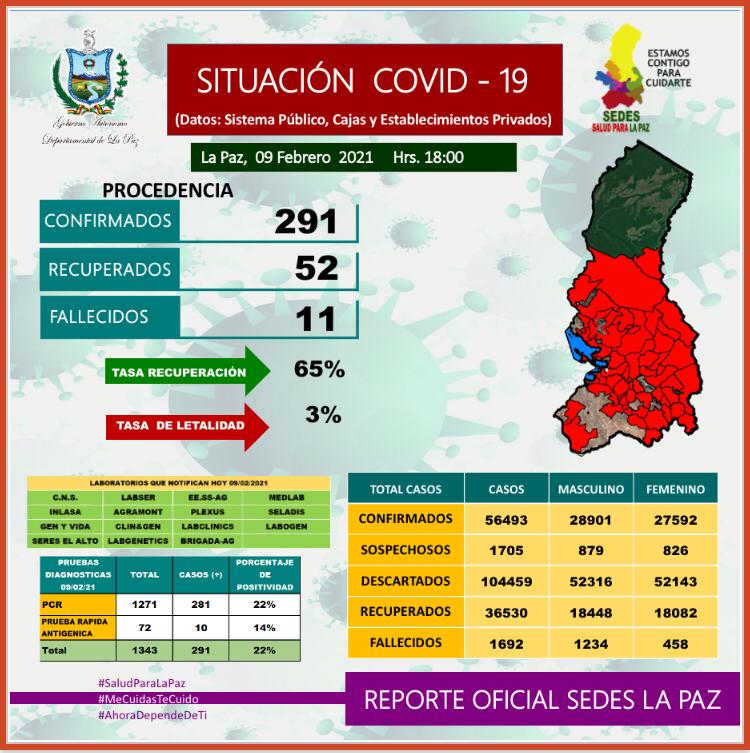 Gobierno Autónomo
Departamental de La Paz
SITUACIÓN COVID - 19
(Datos: Sistema Público, Cajas y Establecimientos Privados)
ESTAMOS
CONTIGO
PARA
CUIDARTE
SEDES
SALUD PARA LA PAZ
La Paz, 09 Febrero 2021 Hrs. 18:00
PROCEDENCIA
CONFIRMADOS 291
RECUPERADOS 52
FALLECIDOS 11
TASA RECUPERACIÓN 65%
TASA DE LETALIDAD 3%
LABORATORIOS QUE NOTIFICAN HOY 09/02/2021
C.N.S. LABSER EE.SS-AG MEDLAB
INLASA AGRAMONT PLEXUS SELADIS
GEN Y VIDA CLIN&GEN LABCLINICS LABOGEN
SERES EL ALTO LABGENETICS BRIGADA-AG
PRUEBAS
DIAGNOSTICAS
09/02/21
TOTAL
CASOS (+)
PORCENTAJE
DE
POSITIVIDAD
PCR 1271 281 22%
PRUEBA RAPIDA
ANTIGENICA
72 10 14%
Total 1343 291 22%
TOTAL CASOS CASOS MASCULINO FEMENINO
CONFIRMADOS 56493 28901 27592
SOSPECHOSOS 1705 879 826
DESCARTADOS 104459 52316 52143
RECUPERADOS 36530 18448 18082
FALLECIDOS 1692 1234 458
#SaludParaLaPaz
#MeCuidasTeCuido
#AhoraDependeDeTi
REPORTE OFICIAL SEDES LA PAZ